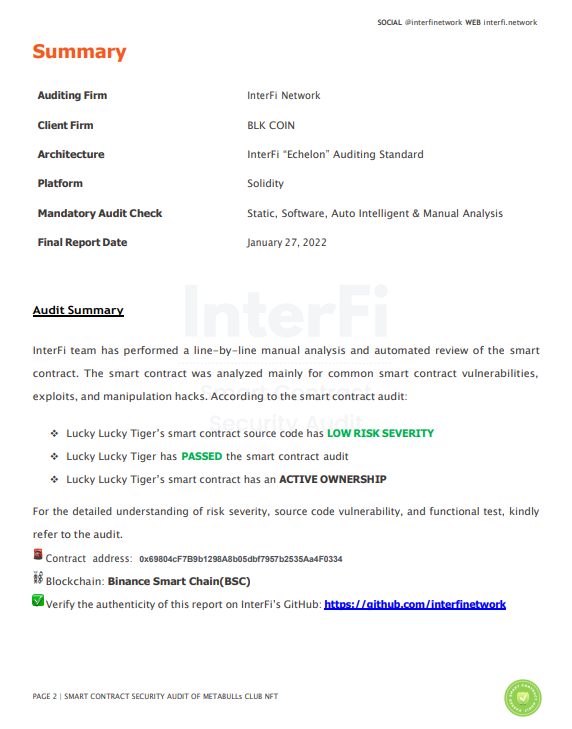 SOCIAL @interfinetwork WEB interfi.network
Summary
Auditing Firm InterFi Network
Client Firm BLK COIN
Architecture InterFi “Echelon” Auditing Standard
Platform Solidity
Mandatory Audit Check Static, Software, Auto Intelligent & Manual Analysis
Final Report Date January 27, 2022
InterFi
Audit Summary
InterFi team has performed a line-by-line manual analysis and automated review of the smart
contract. The smart contract was analyzed mainly for common smart contract vulnerabilities,
Smart Contract
exploits, and manipulation hacks. According to the smart contract audit:
Security Audit
❖ Lucky Lucky Tiger’s smart contract source code has LOW RISK SEVERITY
❖ Lucky Lucky Tiger has PASSED the smart contract audit
❖ Lucky Lucky Tiger’s smart contract has an ACTIVE OWNERSHIP
For the detailed understanding of risk severity, source code vulnerability, and functional test, kindly
refer to the audit.
Contract address: 0x69804cF7B9b1298A8b05dbf7957b2535Aa4F0334
Blockchain: Binance Smart Chain(BSC)
✅ Verify the authenticity of this report on InterFi’s GitHub: https://github.com/interfinetwork
PAGE 2 | SMART CONTRACT SECURITY AUDIT OF METABULLs CLUB NFT